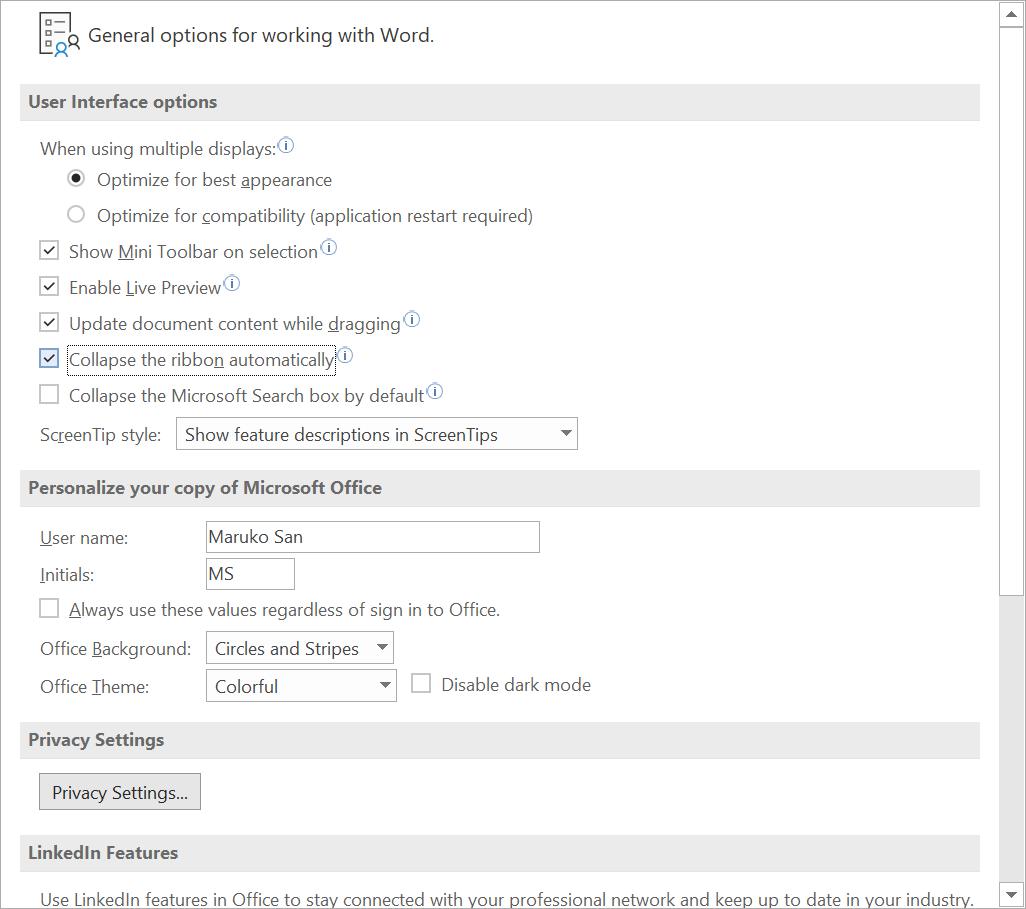 General options for working with Word.
User Interface options
When using multiple displays:
Optimize for best appearance
Optimize for compatibility (application restart required)
Show Mini Toolbar on selection
Enable Live Preview
Update document content while dragging
Collapse the ribbon automatically
Collapse the Microsoft Search box by default
ScreenTip style: Show feature descriptions in ScreenTips
Personalize your copy of Microsoft Office
User name: Maruko San
Initials: MS
Always use these values regardless of sign in to Office.
Office Background: Circles and Stripes
Office Theme: Colorful Disable dark mode
Privacy Settings
Privacy Settings...
LinkedIn Features
Use LinkedIn features in Office to stay connected with your professional network and keep up to date in your industry.